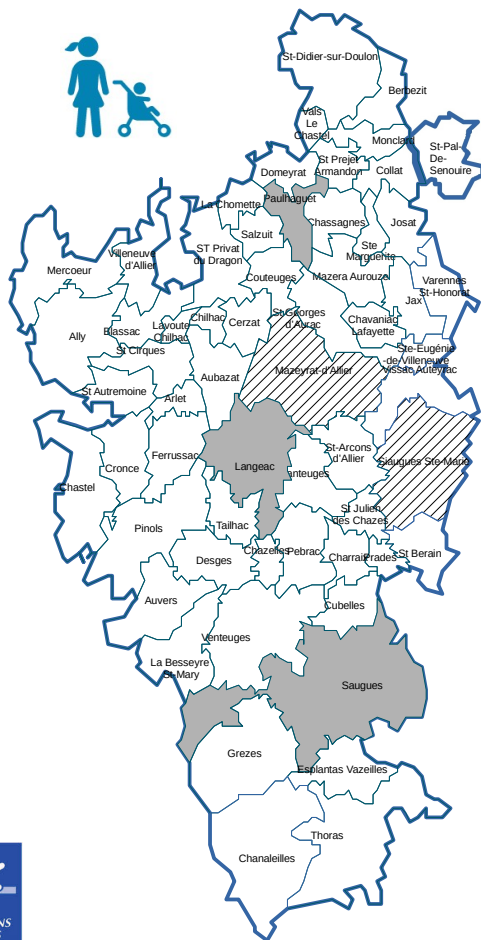 St-Didier-sur-Doulon
Berbezit
Vals
Le
Chastel
Monclard
St-Pal-
De-
Senouire
St Prejet
Armandon
Domeyrat
Collat
Paulhaguet
La Chomette
Chassagnes
Josat
Salzuit
ST Privat
du Dragon
Ste
Marguerite
Villeneuve
d'Allier
Mercoeur
Couteuges
Mazera Aurouze
Varennes
St-Honorat
Jax
Chilhac
Cerzat
St-Georges
d'Aurac
Chavaniac
Lafayette
Blassac
Lavoute
Chilhac
Ally
St Cirques
Ste-Eugénie
-de-Villeneuve
Vissac Auteyrac
Mazeyrat-d'Allier
Aubazat
St Autremoine
Arlet
St-Arcons
d'Allier
Siaugues Ste-Marie
Ferrussac
Langeac
Cronce
anteuges
Chastel
St Julien
des Chazes
Pinols
Tailhac
Chazelles
Pebrac
Charraix
Prades
St Berain
Desges
Auvers
Cubelles
Venteuges
La Besseyre
St-Mary
Saugues
Grezes
Esplantas Vazeilles
Thoras
Chanaleilles